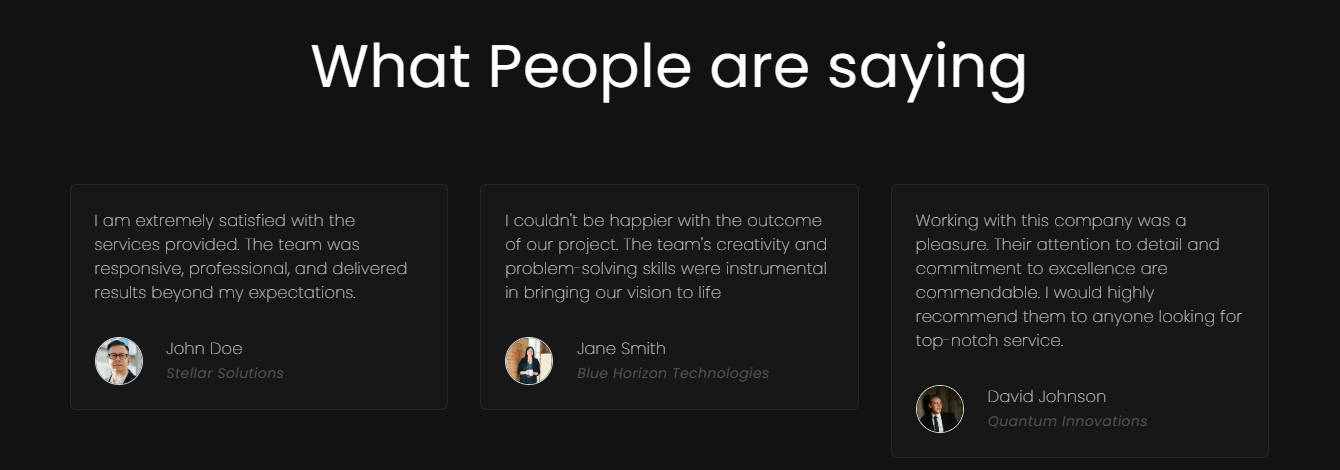 What People are saying
I am extremely satisfied with the
services provided. The team was
responsive, professional, and delivered
results beyond my expectations.
John Doe
Stellar Solutions
I couldn't be happier with the outcome
of our project. The team's creativity and
problem-solving skills were instrumental
in bringing our vision to life
Jane Smith
Blue Horizon Technologies
Working with this company was a
pleasure. Their attention to detail and
commitment to excellence are
commendable. I would highly
recommend them to anyone looking for
top-notch service.
David Johnson
Quantum Innovations